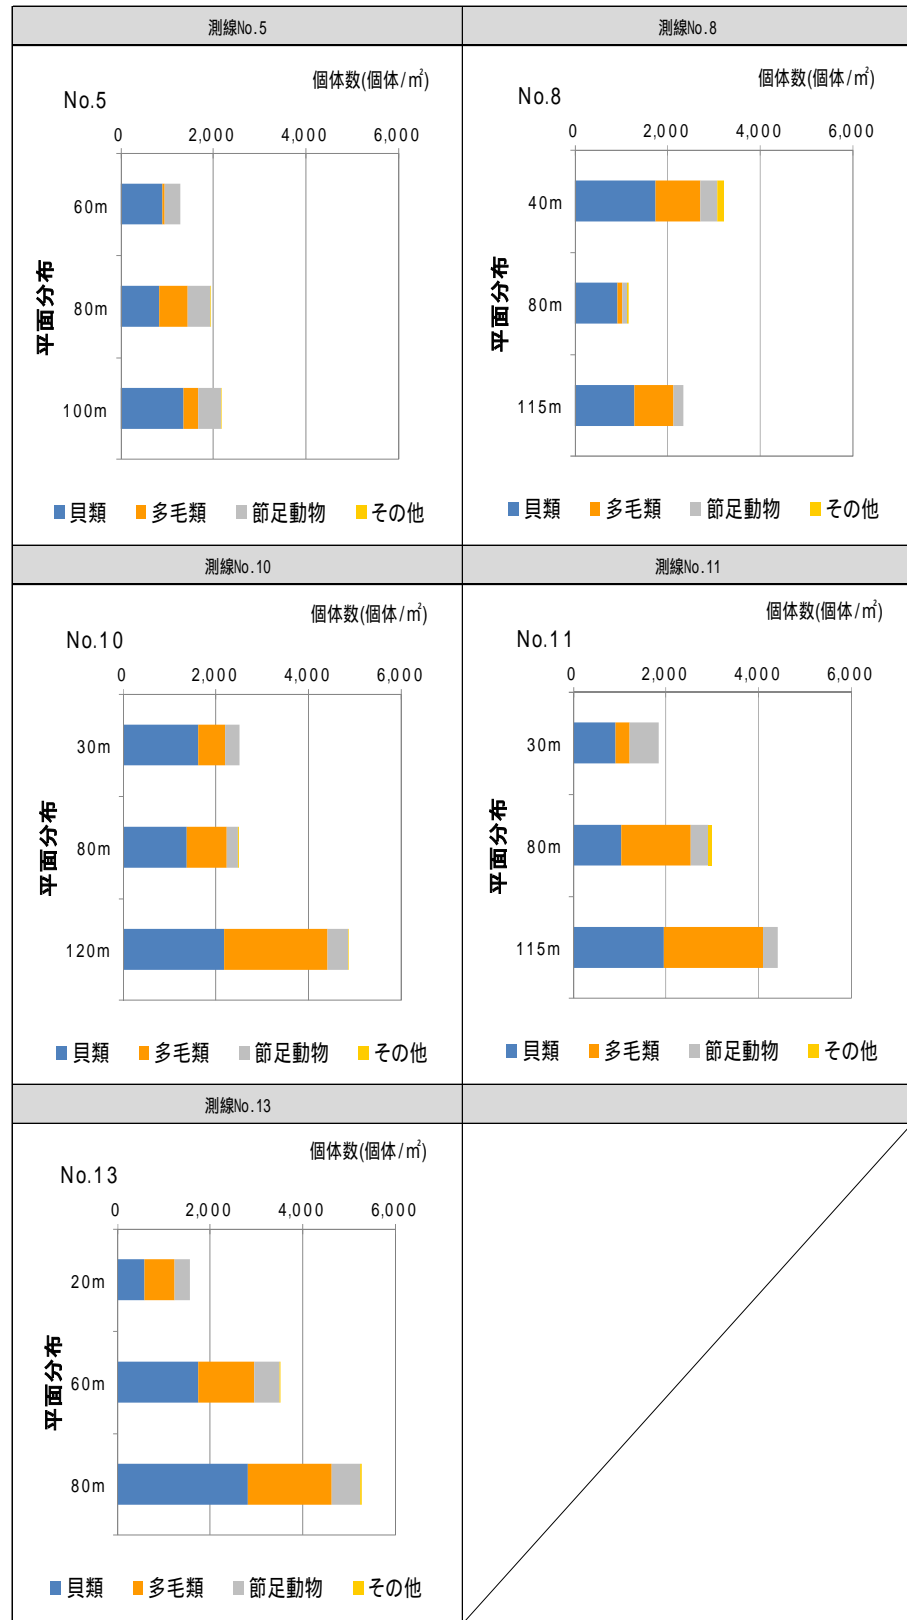 測線No.5
測線No.8
個体数(個体/㎡)
No.5
0 2,000 4,000 6,000
60m
80m
100m
平面分布
貝類 多毛類 節足動物 その他
個体数(個体/㎡)
No.8
0 2,000 4,000 6,000
40m
80m
115m
平面分布
貝類 多毛類 節足動物 その他
測線No.10
測線No.11
個体数(個体/㎡)
No.10
0 2,000 4,000 6,000
30m
80m
120m
平面分布
貝類 多毛類 節足動物 その他
個体数(個体/㎡)
No.11
0 2,000 4,000 6,000
30m
80m
115m
平面分布
貝類 多毛類 節足動物 その他
測線No.13
個体数(個体/㎡)
No.13
0 2,000 4,000 6,000
20m
60m
80m
平面分布
貝類 多毛類 節足動物 その他